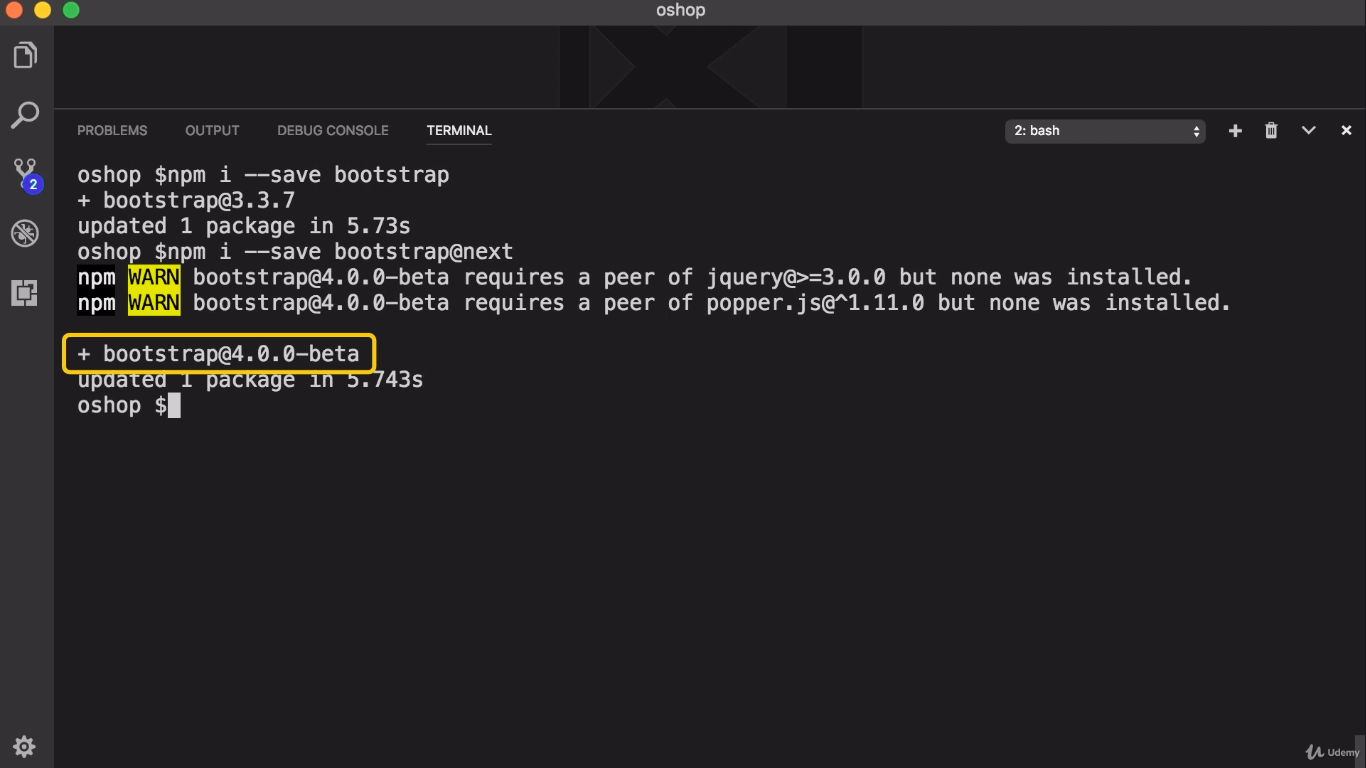 oshop
PROBLEMS OUTPUT DEBUG CONSOLE TERMINAL 2: bash
oshop $npm i --save bootstrap
+ bootstrap@3.3.7
updated 1 package in 5.73s
oshop $npm i --save bootstrap@next
npm WARN bootstrap@4.0.0-beta requires a peer of jquery@>=3.0.0 but none was installed.
npm WARN bootstrap@4.0.0-beta requires a peer of popper.js@^1.11.0 but none was installed.
+ bootstrap@4.0.0-beta
updated 1 package in 5.743s
oshop $
2
Udemy